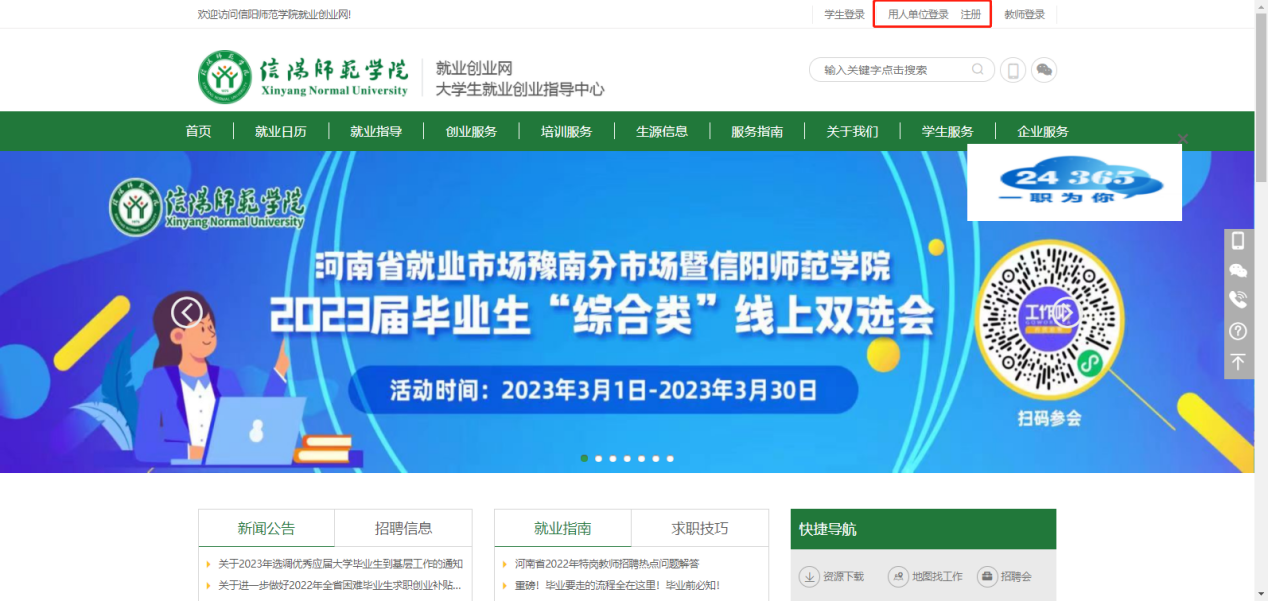 欢迎访问信阳师范学院就业创业网!
学生登录 用人单位登录 注册 教师登录
信阳師范学院
Xinyang Normal University
就业创业网
大学生就业创业指导中心
输入关键字点击搜索
首页 就业日历 就业指导 创业服务 培训服务 生源信息 服务指南 关于我们 学生服务 企业服务
24 365
一职为你
信陽師范学院
Xinyang Normal University
河南省就业市场豫南分市场暨信阳师范学院
2023届毕业生“综合类”线上双选会
活动时间：2023年3月1日-2023年3月30日
工作啦
扫码参会
新闻公告 招聘信息
关于2023年选调优秀应届大学毕业生到基层工作的通知
关于进一步做好2022年全省困难毕业生求职创业补贴...
就业指南 求职技巧
河南省2022年特岗教师招聘热点问题解答
重磅！毕业要走的流程全在这里！毕业前必知！
快捷导航
资源下载 地图找工作 招聘会